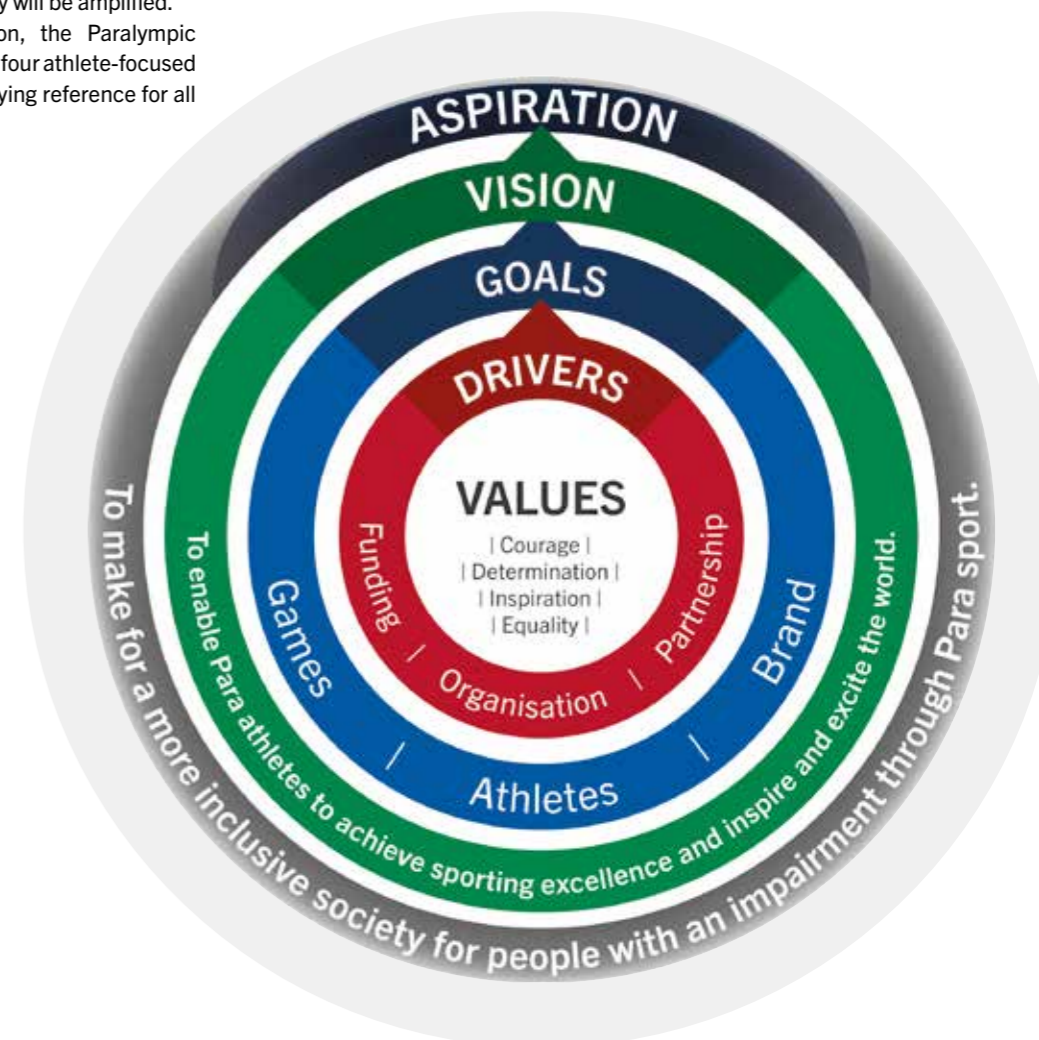 y will be amplified.
on, the Paralympic
four athlete-focused
ying reference for all
ASPIRATION
VISION
GOALS
DRIVERS
VALUES
| Courage |
| Determination |
| Inspiration |
| Equality |
Funding | Organisation | Partnership
Games | Athletes | Brand
To enable Para athletes to achieve sporting excellence and inspire and excite the world.
To make for a more inclusive society for people with an impairment through Para sport.